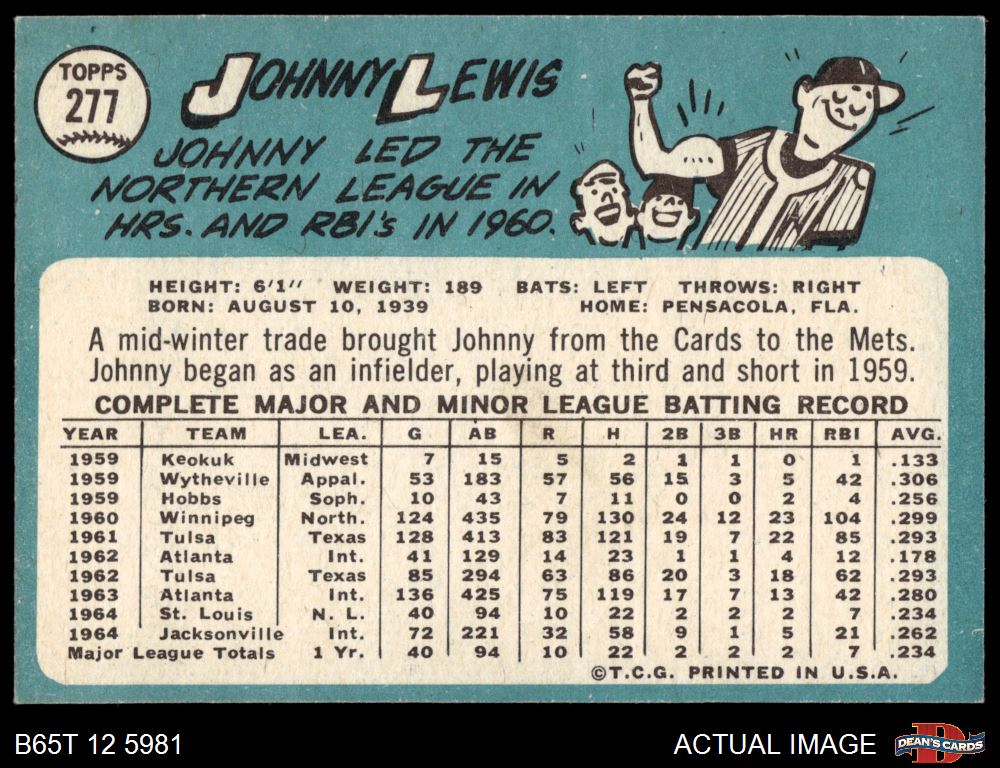 TOPPS
277
JOHNNY LEWIS
JOHNNY LED THE
NORTHERN LEAGUE IN
HRS. AND RBI's IN 1960.
HEIGHT: 6'1" WEIGHT: 189 BATS: LEFT THROWS: RIGHT
BORN: AUGUST 10, 1939 HOME: PENSACOLA, FLA.
A mid-winter trade brought Johnny from the Cards to the Mets.
Johnny began as an infielder, playing at third and short in 1959.
COMPLETE MAJOR AND MINOR LEAGUE BATTING RECORD
YEAR TEAM LEA. G AB R H 2B 3B HR RBI AVG.
1959 Keokuk Midwest 7 15 5 2 1 1 0 1 .133
1959 Wytheville Appal. 53 183 57 56 15 3 5 42 .306
1959 Hobbs Soph. 10 43 7 11 0 0 2 4 .256
1960 Winnipeg North. 124 435 79 130 24 12 23 104 .299
1961 Tulsa Texas 128 413 83 121 19 7 22 85 .293
1962 Atlanta Int. 41 129 14 23 1 1 4 12 .178
1962 Tulsa Texas 85 294 63 86 20 3 18 62 .293
1963 Atlanta Int. 136 425 75 119 17 7 13 42 .280
1964 St. Louis N. L. 40 94 10 22 2 2 2 7 .234
1964 Jacksonville Int. 72 221 32 58 9 1 5 21 .262
Major League Totals 1 Yr. 40 94 10 22 2 2 2 7 .234
©T.C.G. PRINTED IN U.S.A.
B65T 12 5981 ACTUAL IMAGE
D
DEAN'S CARDS